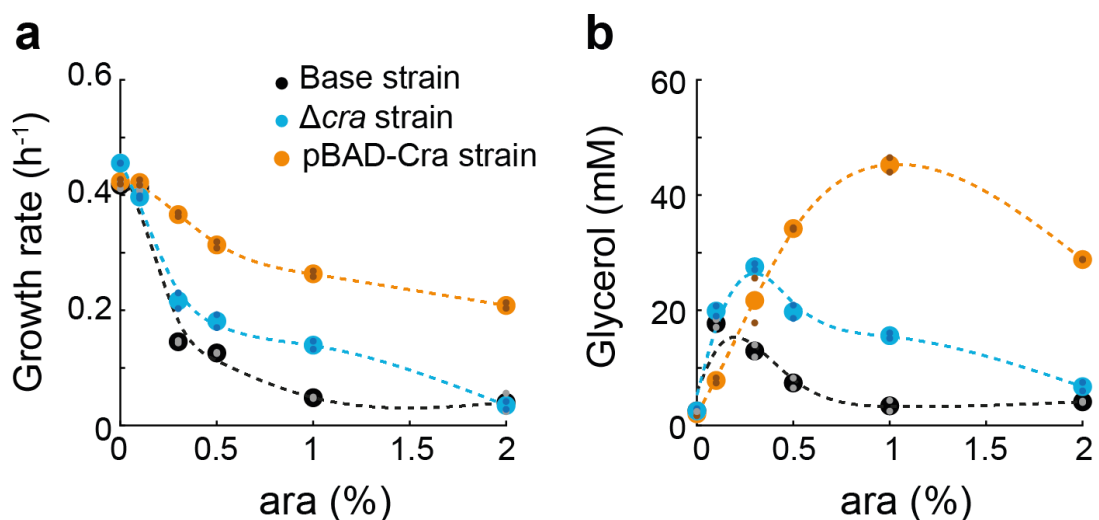 a
0.6
0.4
0.2
0
Growth rate (h-1)
Base strain
Δcra strain
pBAD-Cra strain
0 0.5 1 1.5 2
ara (%)
b
60
40
20
0
Glycerol (mM)
0 0.5 1 1.5 2
ara (%)